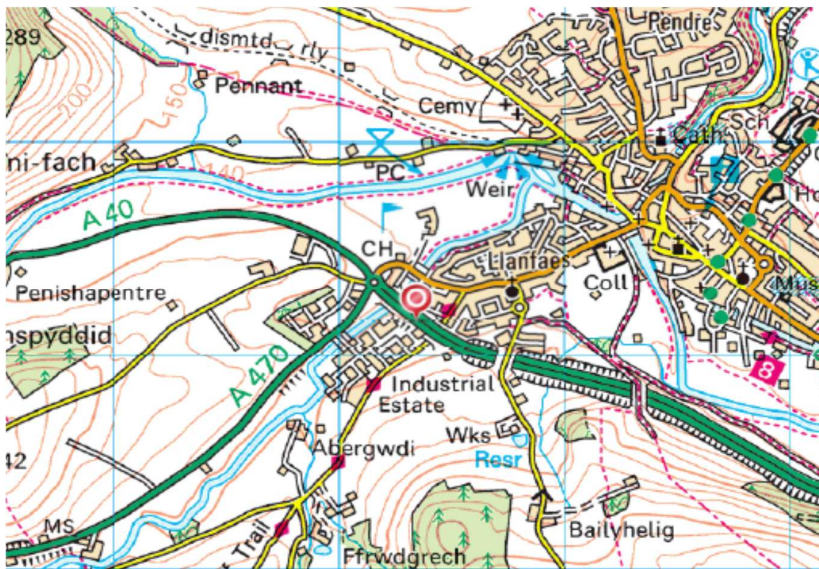 289
dismtd rly
Pendre
200
150
Pennant
Cemy
Sch
Cath
ni-fach
140
PC
Weir
Ho
A 40
CH
Llanfaes
Coll
Mus
Penishapentre
nspyddid
A 470
8
Industrial
Estate
Wks
Resr
Abergwdi
42
MS
Trail
Ffrwdgrech
Bailyhelig